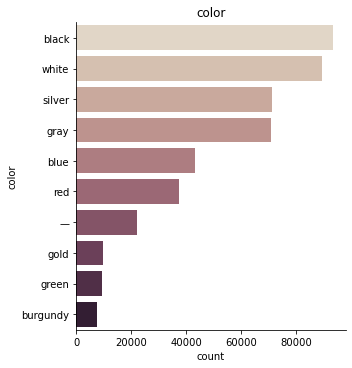 color
black
white
silver
gray
blue
red
—
gold
green
burgundy
color
0 20000 40000 60000 80000
count